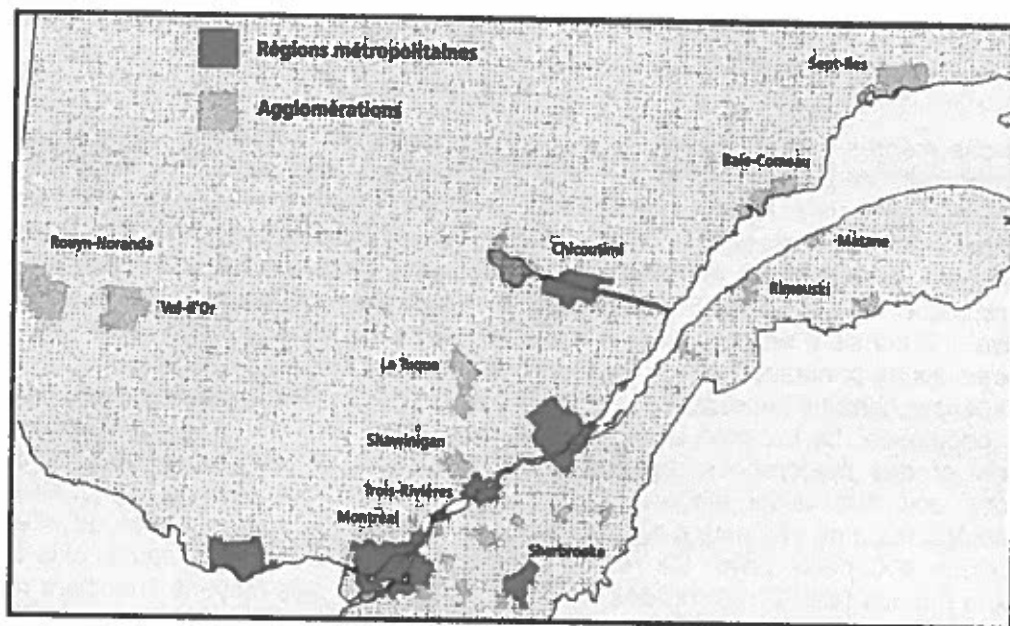 Régions métropolitaines
Agglomérations
Sept-Iles
Baie-Comeau
Matane
Rimouski
Chicoutimi
Rouyn-Noranda
Val-d'Or
La Tuque
Shawinigan
Trois-Rivières
Montréal
Sherbrooke